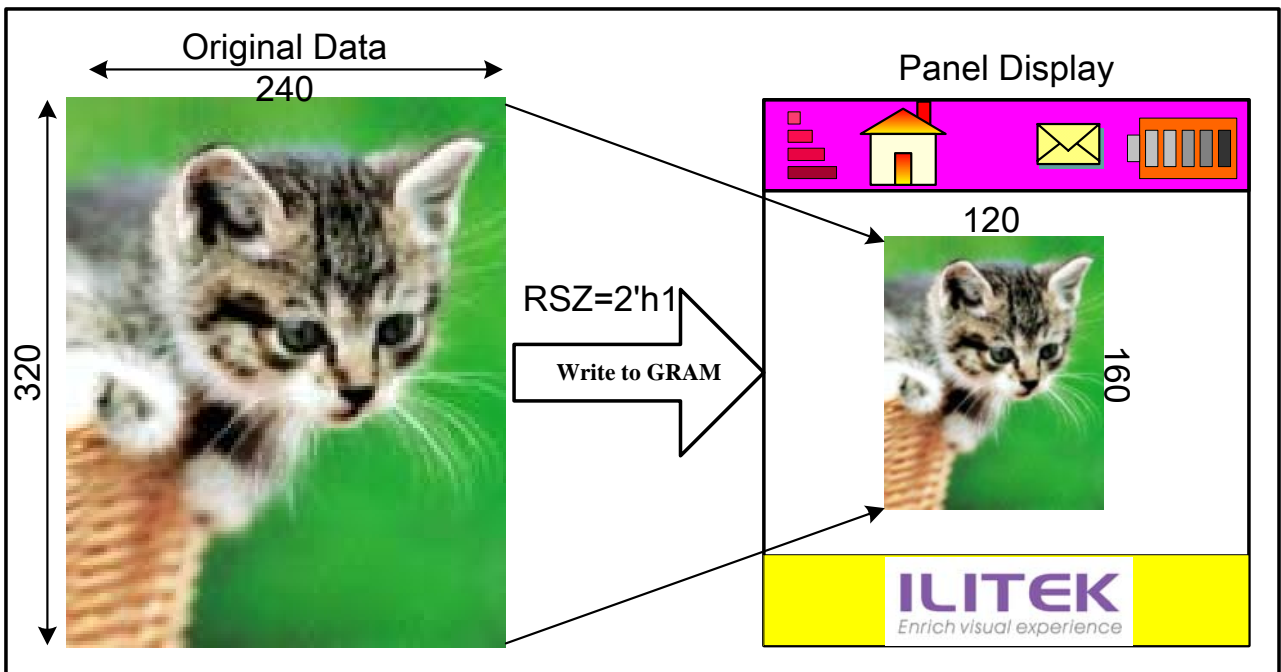 Original Data
240
320
RSZ=2'h1
Write to GRAM
Panel Display
120
160
ILITEK
Enrich visual experience